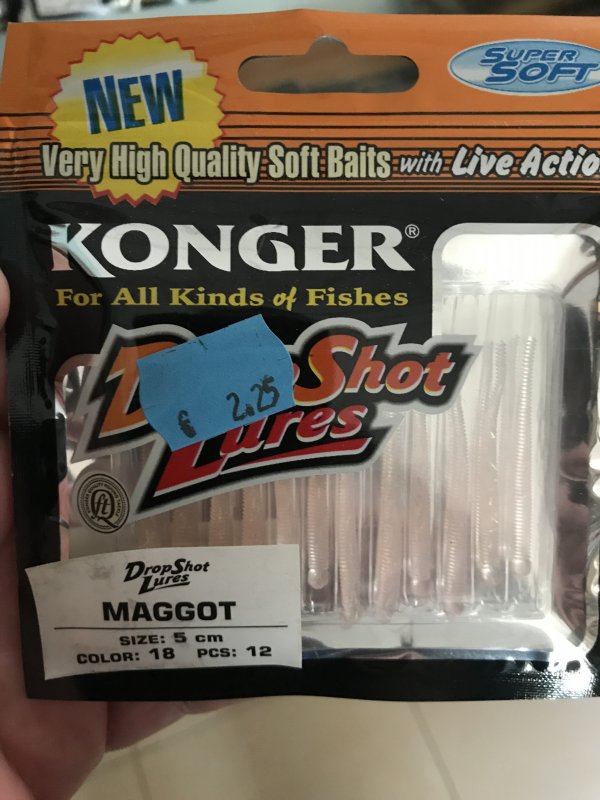 NEW
SUPER
SOFT
Very High Quality Soft Baits with Live Actio
KONGER®
For All Kinds of Fishes
Shot
Lures
€ 2.25
ft
DropShot
Lures
MAGGOT
SIZE: 5 cm
COLOR: 18 PCS: 12